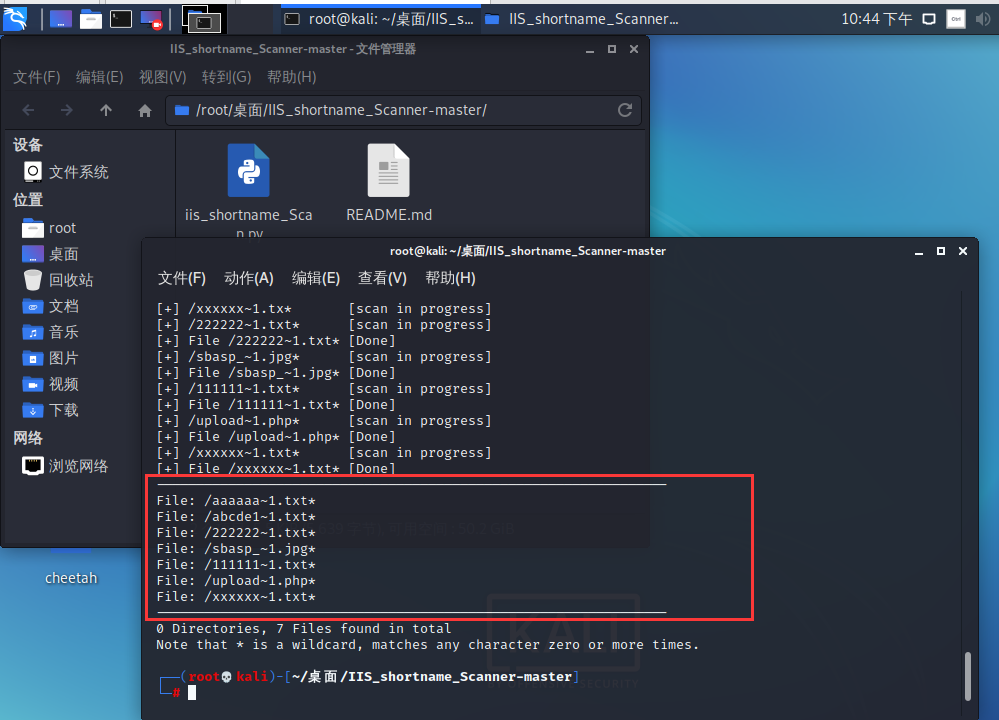 root@kali: ~/桌面/IIS_s...
IIS_shortname_Scanner...
10:44 下午
IIS_shortname_Scanner-master - 文件管理器
文件(F) 编辑(E) 视图(V) 转到(G) 帮助(H)
/root/桌面/IIS_shortname_Scanner-master/
设备
文件系统
位置
root
桌面
回收站
文档
音乐
图片
视频
下载
网络
浏览网络
iis_shortname_Sca
n.py
README.md
cheetah
root@kali: ~/桌面/IIS_shortname_Scanner-master
文件(F) 动作(A) 编辑(E) 查看(V) 帮助(H)
[+] /xxxxxx~1.tx* [scan in progress]
[+] /222222~1.txt* [scan in progress]
[+] File /222222~1.txt* [Done]
[+] /sbasp_~1.jpg* [scan in progress]
[+] File /sbasp_~1.jpg* [Done]
[+] /111111~1.txt* [scan in progress]
[+] File /111111~1.txt* [Done]
[+] /upload~1.php* [scan in progress]
[+] File /upload~1.php* [Done]
[+] /xxxxxx~1.txt* [scan in progress]
[+] File /xxxxxx~1.txt* [Done]
File: /aaaaaa~1.txt*
File: /abcde1~1.txt*
File: /222222~1.txt*
File: /sbasp_~1.jpg*
File: /111111~1.txt*
File: /upload~1.php*
File: /xxxxxx~1.txt*
0 Directories, 7 Files found in total
Note that * is a wildcard, matches any character zero or more times.
(root💀kali)-[~/桌面/IIS_shortname_Scanner-master]
#
KALI